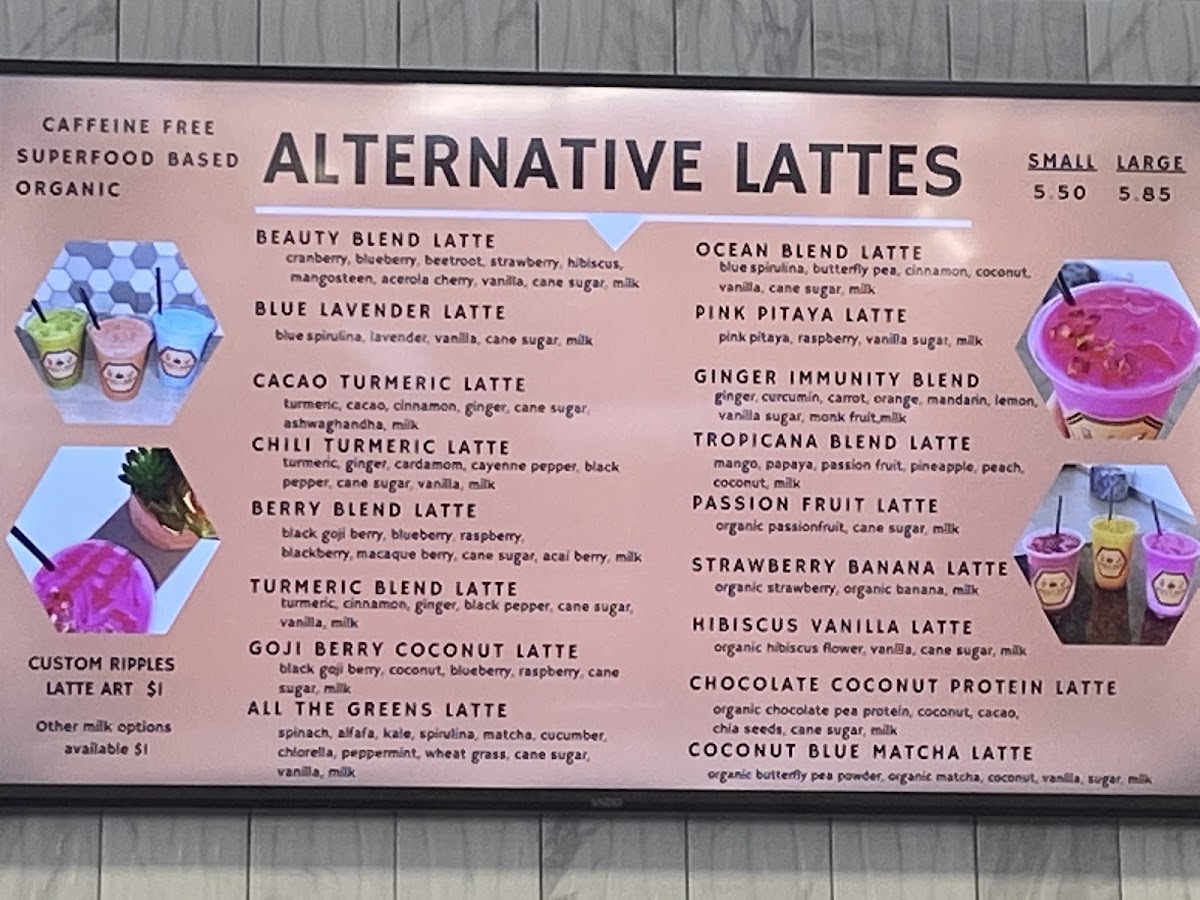 CAFFEINE FREE
SUPERFOOD BASED
ORGANIC
ALTERNATIVE LATTES
SMALL LARGE
5.50 5.85
BEAUTY BLEND LATTE
cranberry, blueberry, beetroot, strawberry, hibiscus,
mangosteen, acerola cherry, vanilla, cane sugar, milk
BLUE LAVENDER LATTE
blue spirulina, lavender, vanilla, cane sugar, milk
CACAO TURMERIC LATTE
turmeric, cacao, cinnamon, ginger, cane sugar,
ashwaghandha, milk
CHILI TURMERIC LATTE
turmeric, ginger, cardamom, cayenne pepper, black
pepper, cane sugar, vanilla, milk
BERRY BLEND LATTE
black goji berry, blueberry, raspberry,
blackberry, macaque berry, cane sugar, acai berry, milk
TURMERIC BLEND LATTE
turmeric, cinnamon, ginger, black pepper, cane sugar,
vanilla, milk
GOJI BERRY COCONUT LATTE
black goji berry, coconut, blueberry, raspberry, cane
sugar, milk
ALL THE GREENS LATTE
spinach, alfafa, kale, spirulina, matcha, cucumber,
chlorella, peppermint, wheat grass, cane sugar,
vanilla, milk
OCEAN BLEND LATTE
blue spirulina, butterfly pea, cinnamon, coconut,
vanilla, cane sugar, milk
PINK PITAYA LATTE
pink pitaya, raspberry, vanilla sugar, milk
GINGER IMMUNITY BLEND
ginger, curcumin, carrot, orange, mandarin, lemon,
vanilla sugar, monk fruit,milk
TROPICANA BLEND LATTE
mango, papaya, passion fruit, pineapple, peach,
coconut, milk
PASSION FRUIT LATTE
organic passionfruit, cane sugar, milk
STRAWBERRY BANANA LATTE
organic strawberry, organic banana, milk
HIBISCUS VANILLA LATTE
organic hibiscus flower, vanilla, cane sugar, milk
CHOCOLATE COCONUT PROTEIN LATTE
organic chocolate pea protein, coconut, cacao,
chia seeds, cane sugar, milk
COCONUT BLUE MATCHA LATTE
organic butterfly pea powder, organic matcha, coconut, vanilla, sugar, milk
CUSTOM RIPPLES
LATTE ART $1
Other milk options
available $1
VIZIO